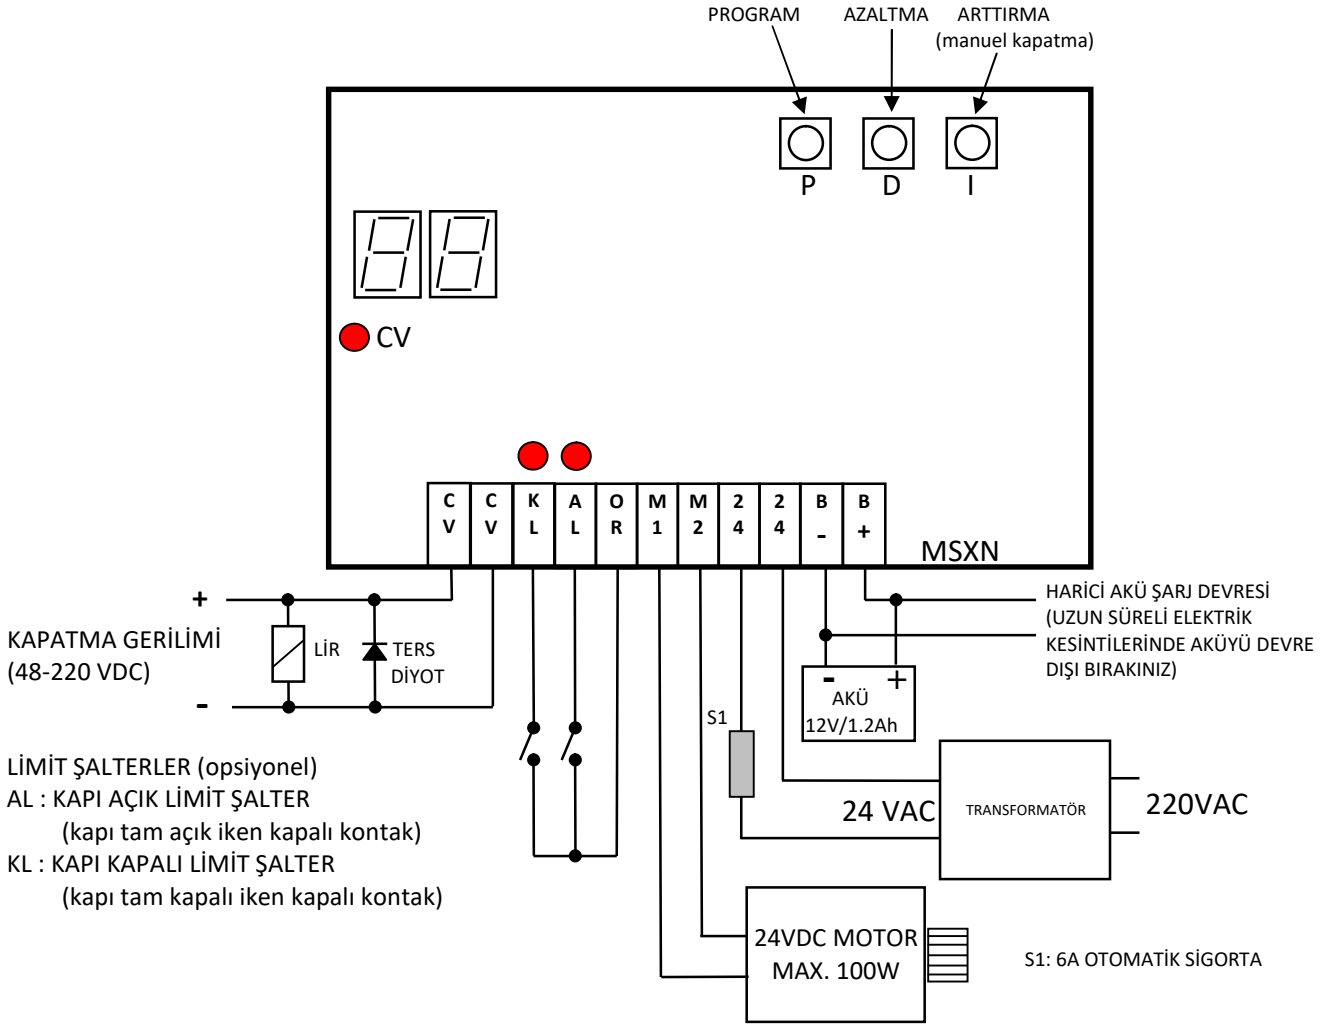 PROGRAM AZALTMA ARTTIRMA
(manuel kapatma)
P D I
CV
C C K A O M M 2 2 B B
V V L L R 1 2 4 4 - +
MSXN
+
KAPATMA GERİLİMİ
(48-220 VDC)
-
LİR
TERS
DİYOT
HARİCİ AKÜ ŞARJ DEVRESİ
(UZUN SÜRELİ ELEKTRİK
KESİNTİLERİNDE AKÜYÜ DEVRE
DIŞI BIRAKINIZ)
- +
AKÜ
12V/1.2Ah
S1
LİMİT ŞALTERLER (opsiyonel)
AL : KAPI AÇIK LİMİT ŞALTER
(kapı tam açık iken kapalı kontak)
KL : KAPI KAPALI LİMİT ŞALTER
(kapı tam kapalı iken kapalı kontak)
24 VAC
TRANSFORMATÖR
220VAC
24VDC MOTOR
MAX. 100W
S1: 6A OTOMATİK SİGORTA